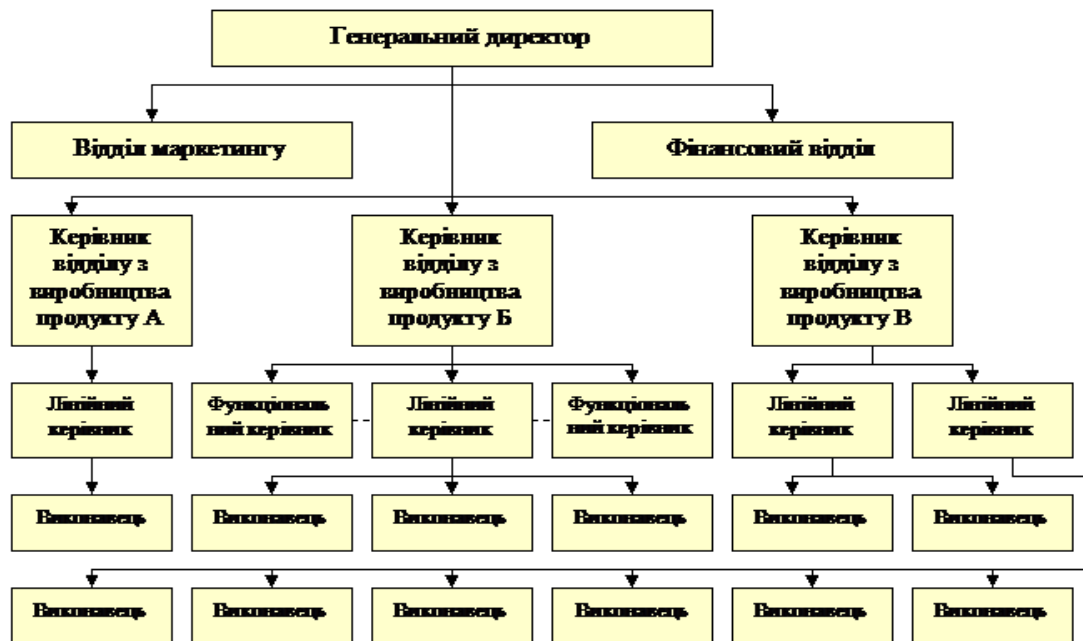 Генеральний директор
Відділ маркетингу
Фінансовий відділ
Керівник
відділу з
виробництва
продукту А
Керівник
відділу з
виробництва
продукту Б
Керівник
відділу з
виробництва
продукту В
Лінійний
керівник
Функціональ
ний керівник
Лінійний
керівник
Функціональ
ний керівник
Лінійний
керівник
Лінійний
керівник
Виконавець
Виконавець
Виконавець
Виконавець
Виконавець
Виконавець
Виконавець
Виконавець
Виконавець
Виконавець
Виконавець
Виконавець